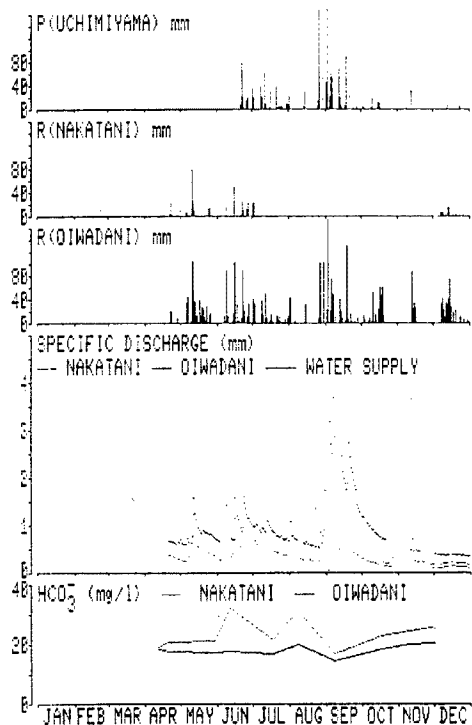 P(UCHIMIYAMA) mm
80
40
0
R(NAKATANI) mm
80
40
0
R(OIWADANI) mm
80
40
0
SPECIFIC DISCHARGE (mm)
--- NAKATANI — OIWADANI — WATER SUPPLY
4
3
2
1
0
HCO3- (mg/l) — NAKATANI — OIWADANI
40
20
0
JAN FEB MAR APR MAY JUN JUL AUG SEP OCT NOV DEC